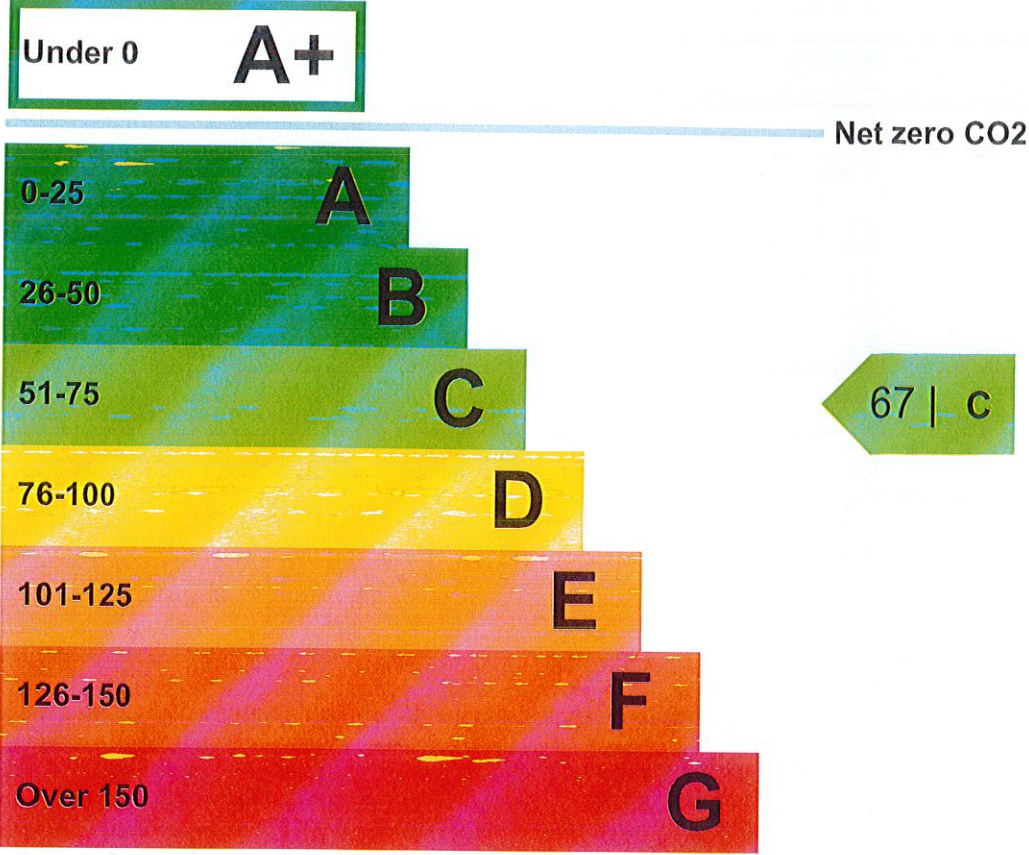 Under 0 A+
Net zero CO2
0-25 A
26-50 B
51-75 C
67 | C
76-100 D
101-125 E
126-150 F
Over 150 G